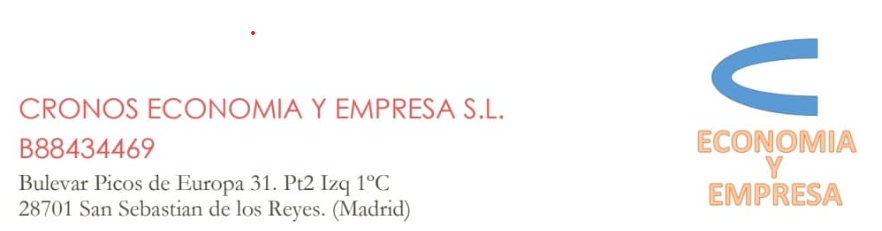 CRONOS ECONOMIA Y EMPRESA S.L.
B88434469
Bulevar Picos de Europa 31. Pt2 Izq 1ºC
28701 San Sebastian de los Reyes. (Madrid)
ECONOMIA
Y
EMPRESA